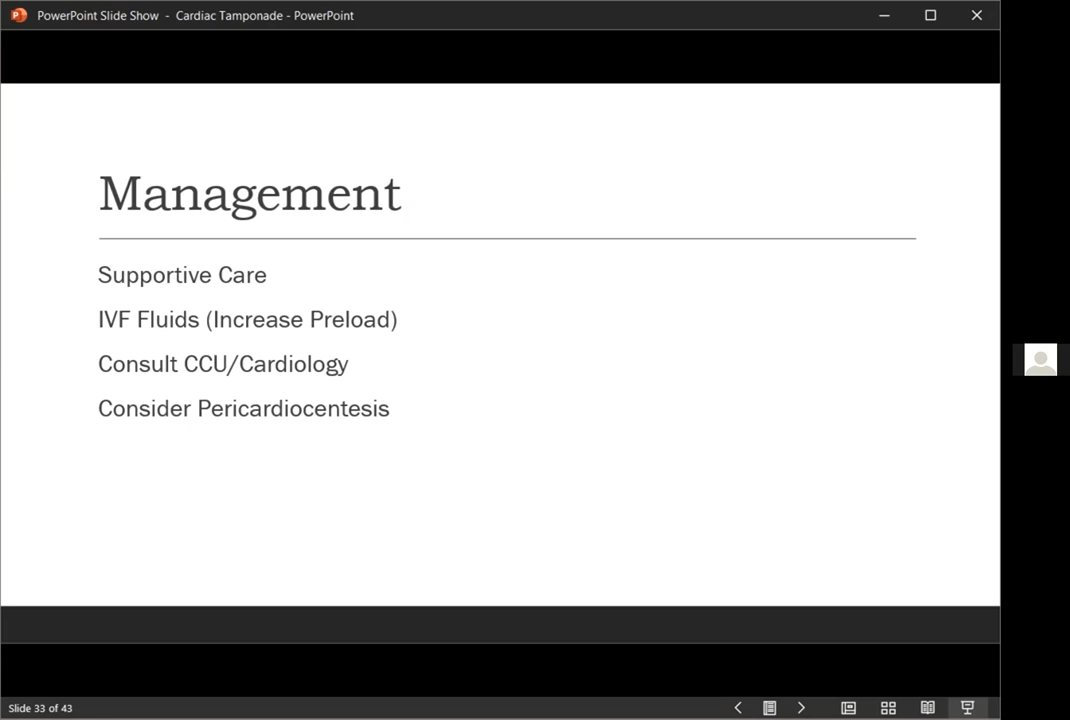 PowerPoint Slide Show - Cardiac Tamponade - PowerPoint
Management
Supportive Care
IVF Fluids (Increase Preload)
Consult CCU/Cardiology
Consider Pericardiocentesis
Slide 33 of 43